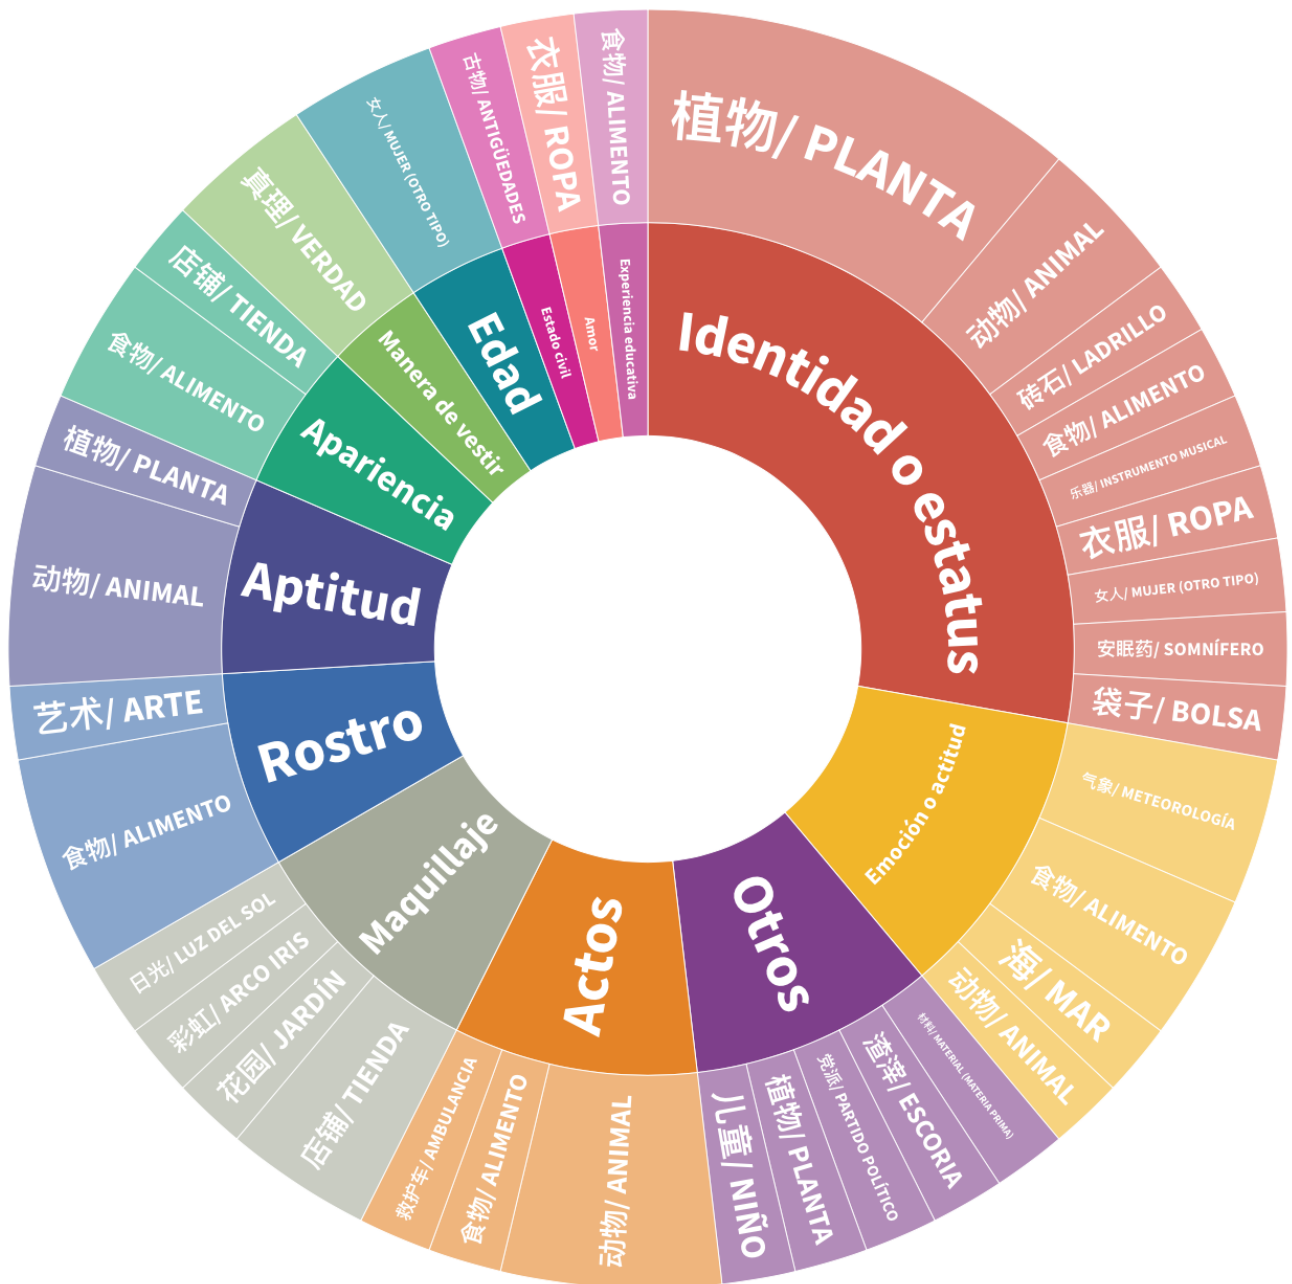 Identidad o estatus
植物/ PLANTA
动物/ ANIMAL
砖石/ LADRILLO
食物/ ALIMENTO
乐器/ INSTRUMENTO MUSICAL
衣服/ ROPA
女人/ MUJER (OTRO TIPO)
安眠药/ SOMNÍFERO
袋子/ BOLSA
Emoción o actitud
气象/ METEOROLOGÍA
食物/ ALIMENTO
海/ MAR
动物/ ANIMAL
Otros
材料/ MATERIAL (MATERIA PRIMA)
渣滓/ ESCORIA
党派/ PARTIDO POLÍTICO
植物/ PLANTA
儿童/ NIÑO
Actos
动物/ ANIMAL
食物/ ALIMENTO
救护车/ AMBULANCIA
Maquillaje
店铺/ TIENDA
花园/ JARDÍN
彩虹/ ARCO IRIS
日光/ LUZ DEL SOL
Rostro
食物/ ALIMENTO
艺术/ ARTE
Aptitud
动物/ ANIMAL
植物/ PLANTA
Apariencia
食物/ ALIMENTO
店铺/ TIENDA
Manera de vestir
真理/ VERDAD
Edad
女人/ MUJER (OTRO TIPO)
Estado civil
古物/ ANTIGÜEDADES
Amor
衣服/ ROPA
Experiencia educativa
食物/ ALIMENTO